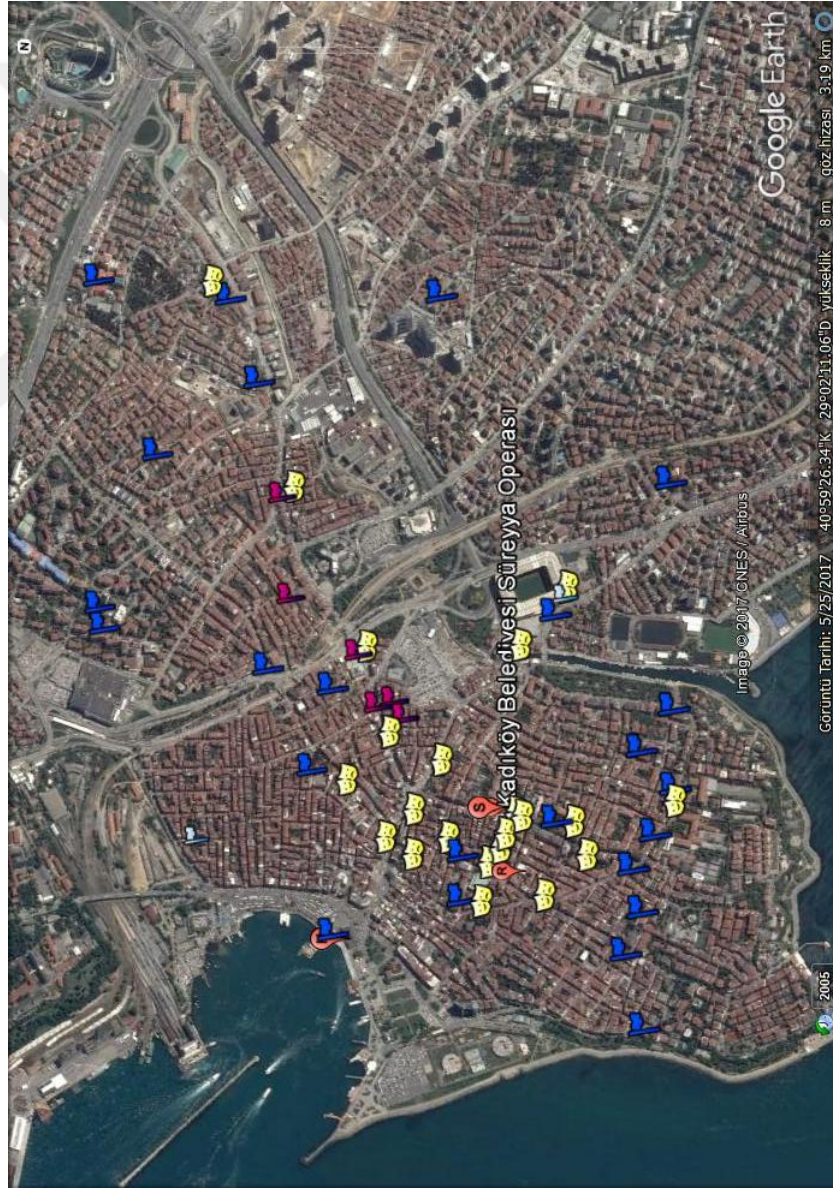 N
Google Earth
Kadıköy Belediyesi Süreyya Operası
S
R
Image © 2017 CNES / Airbus
2005
Görüntü Tarihi: 5/25/2017 40°59'26.34"K 29°02'11.06"D yükseklik 8 m göz hizası 3.19 km